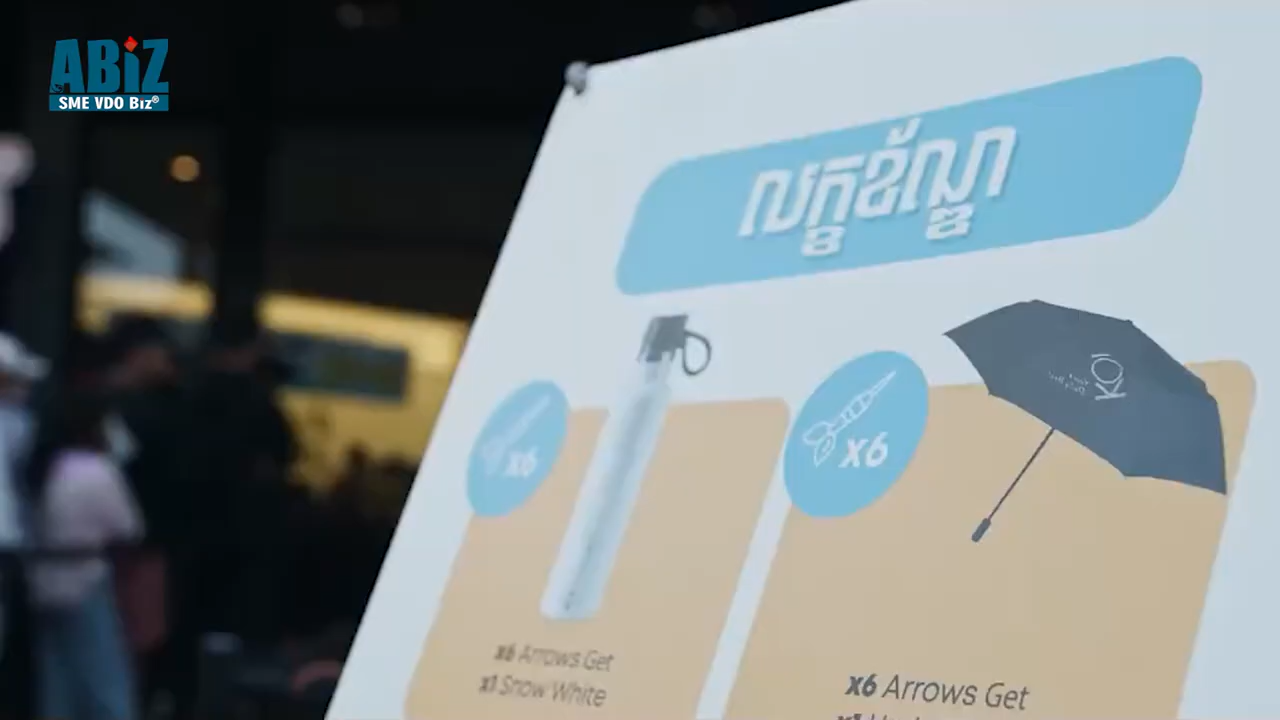 ABiZ
SME VDO Biz®
លក្ខខ័ណ្ឌ
x6
x6
KOI
x6 Arrows Get
x1 Snow White
x6 Arrows Get